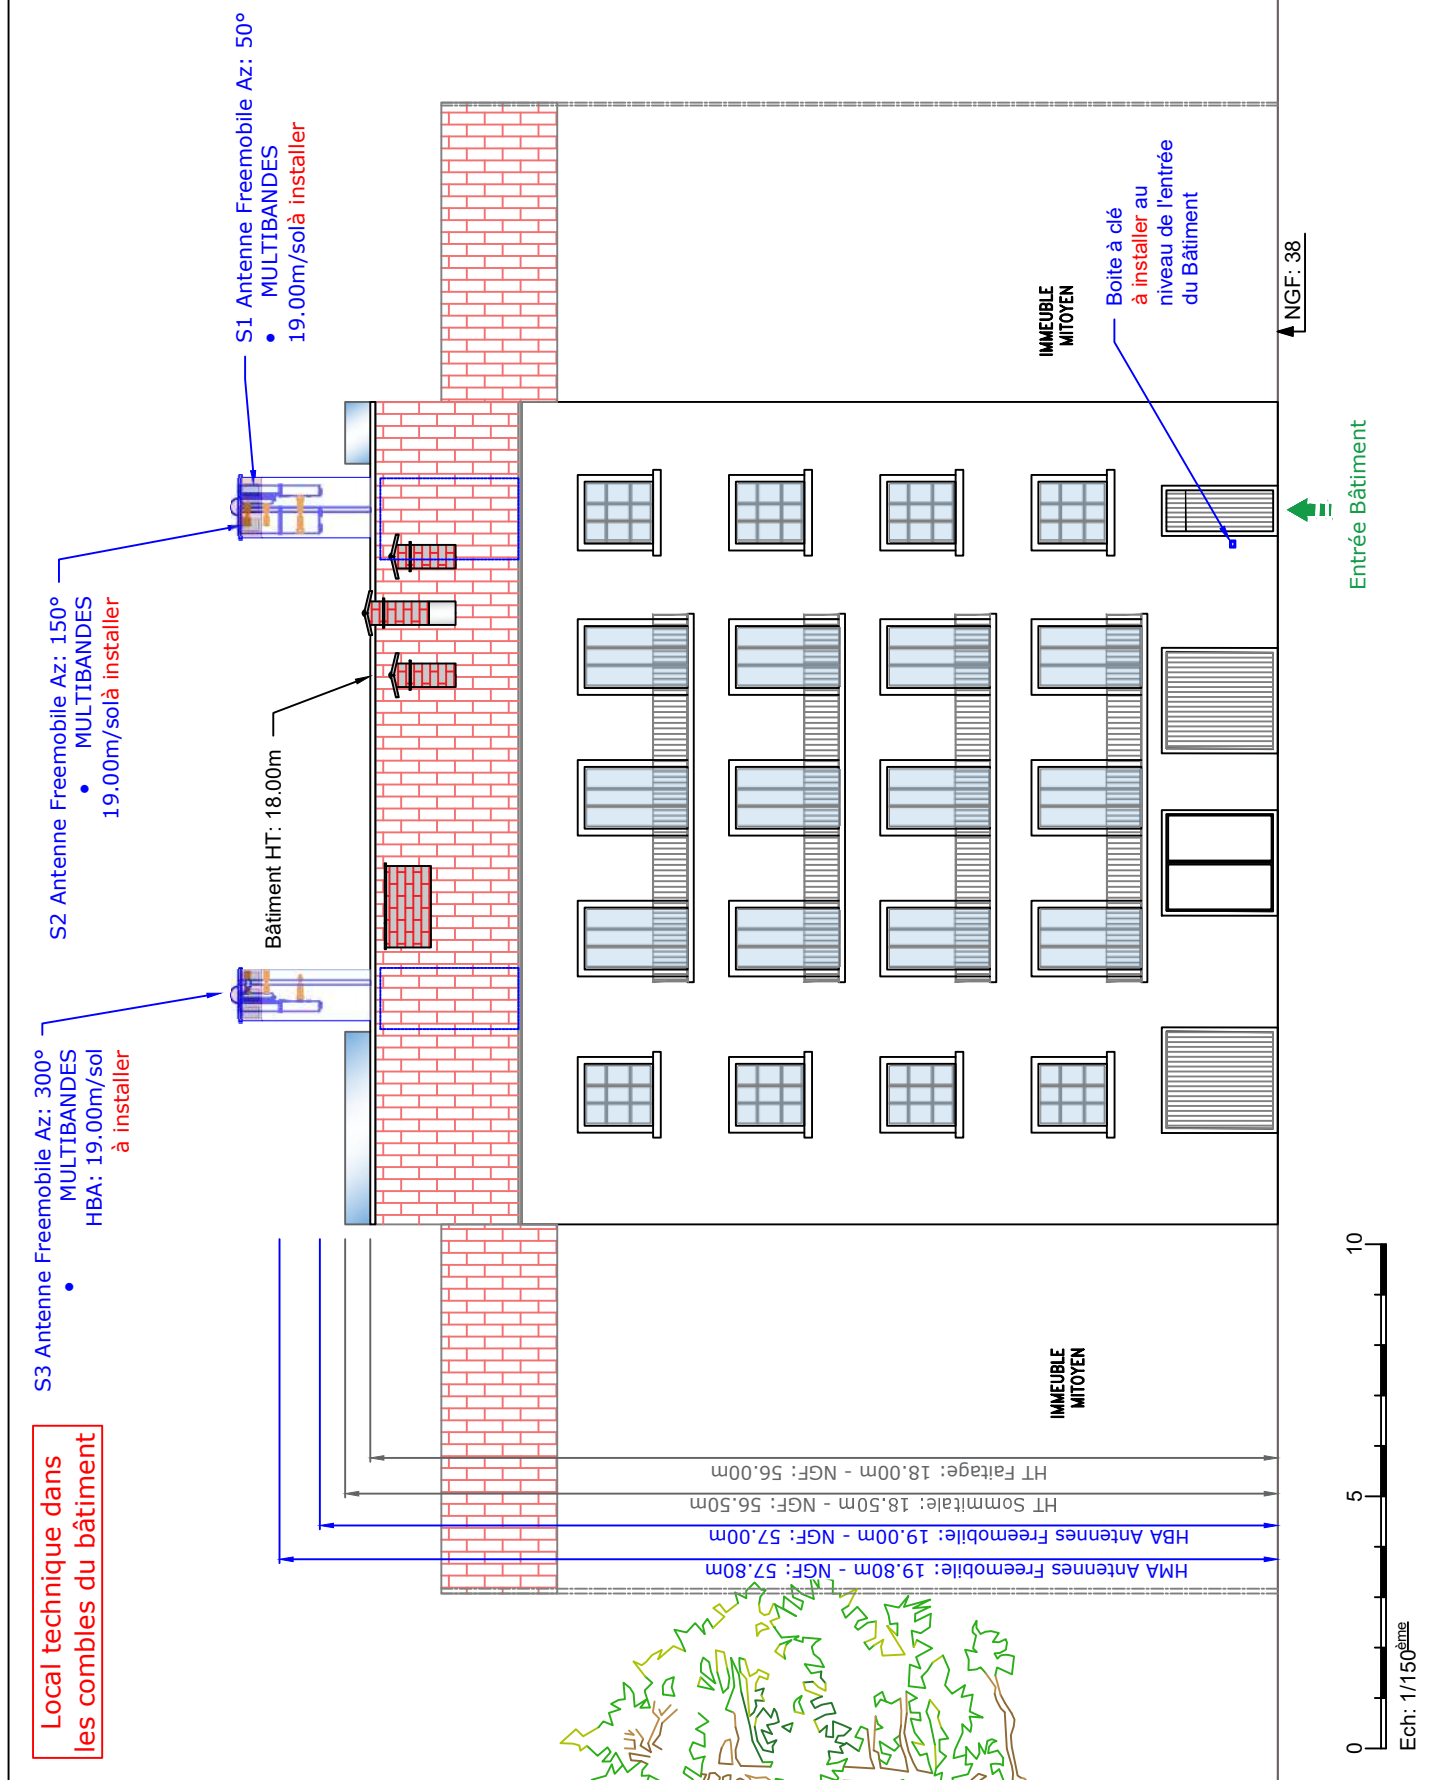 Local technique dans
les combles du bâtiment
S3 Antenne Freemobile Az: 300°
• MULTIBANDES
HBA: 19.00m/sol
à installer
S2 Antenne Freemobile Az: 150°
• MULTIBANDES
19.00m/solà installer
S1 Antenne Freemobile Az: 50°
• MULTIBANDES
19.00m/solà installer
Bâtiment HT: 18.00m
HMA Antennes Freemobile: 19.80m - NGF: 57.80m
HBA Antennes Freemobile: 19.00m - NGF: 57.00m
HT Sommitale: 18.50m - NGF: 56.50m
HT Faitage: 18.00m - NGF: 56.00m
IMMEUBLE
MITOYEN
IMMEUBLE
MITOYEN
Boite à clé
à installer au
niveau de l'entrée
du Bâtiment
NGF: 38
Entrée Bâtiment
0 5 10
Ech: 1/150ème